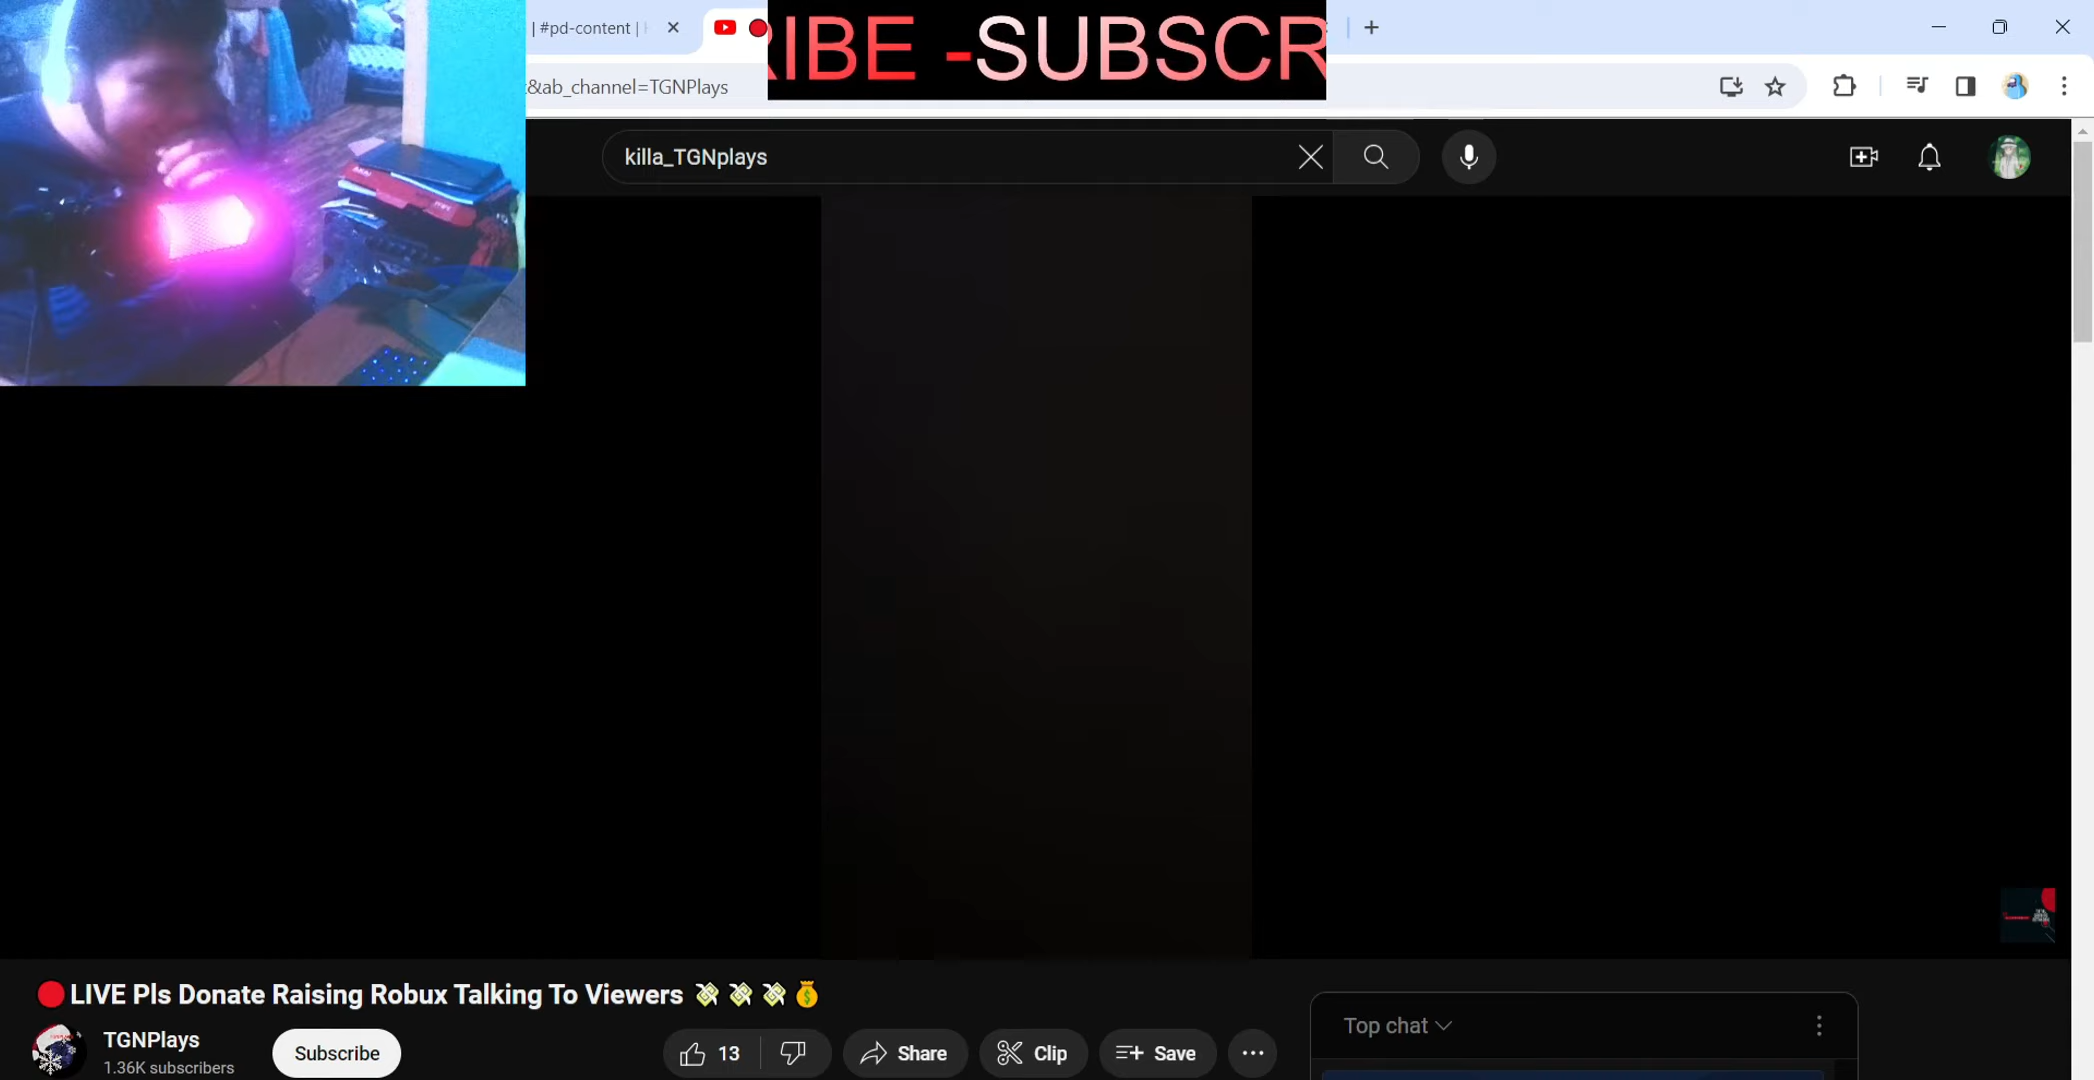 | #pd-content |
IBE -SUBSCR
&ab_channel=TGNPlays
killa_TGNplays
LIVE Pls Donate Raising Robux Talking To Viewers
TGNPlays
1.36K subscribers
Subscribe
13
Share
Clip
Save
Top chat